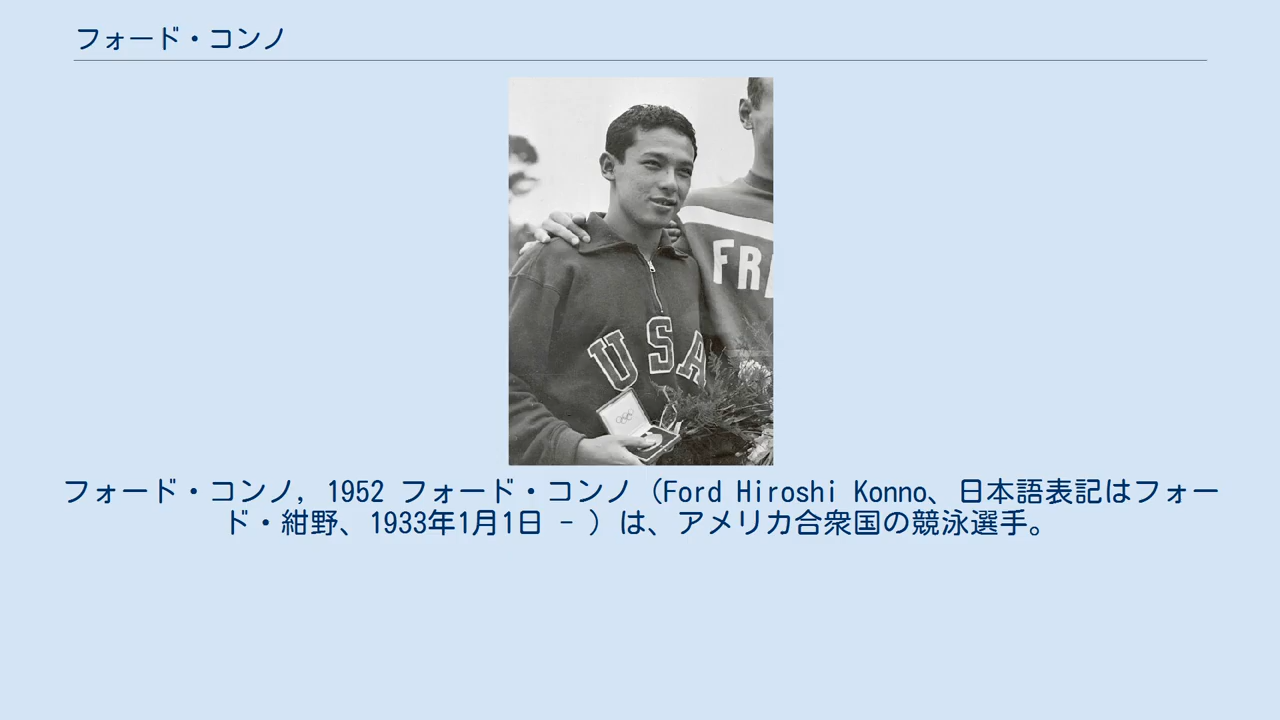 フォード・コンノ
FR
USA
フォード・コンノ, 1952 フォード・コンノ（Ford Hiroshi Konno、日本語表記はフォー
ド・紺野、1933年1月1日 - ）は、アメリカ合衆国の競泳選手。